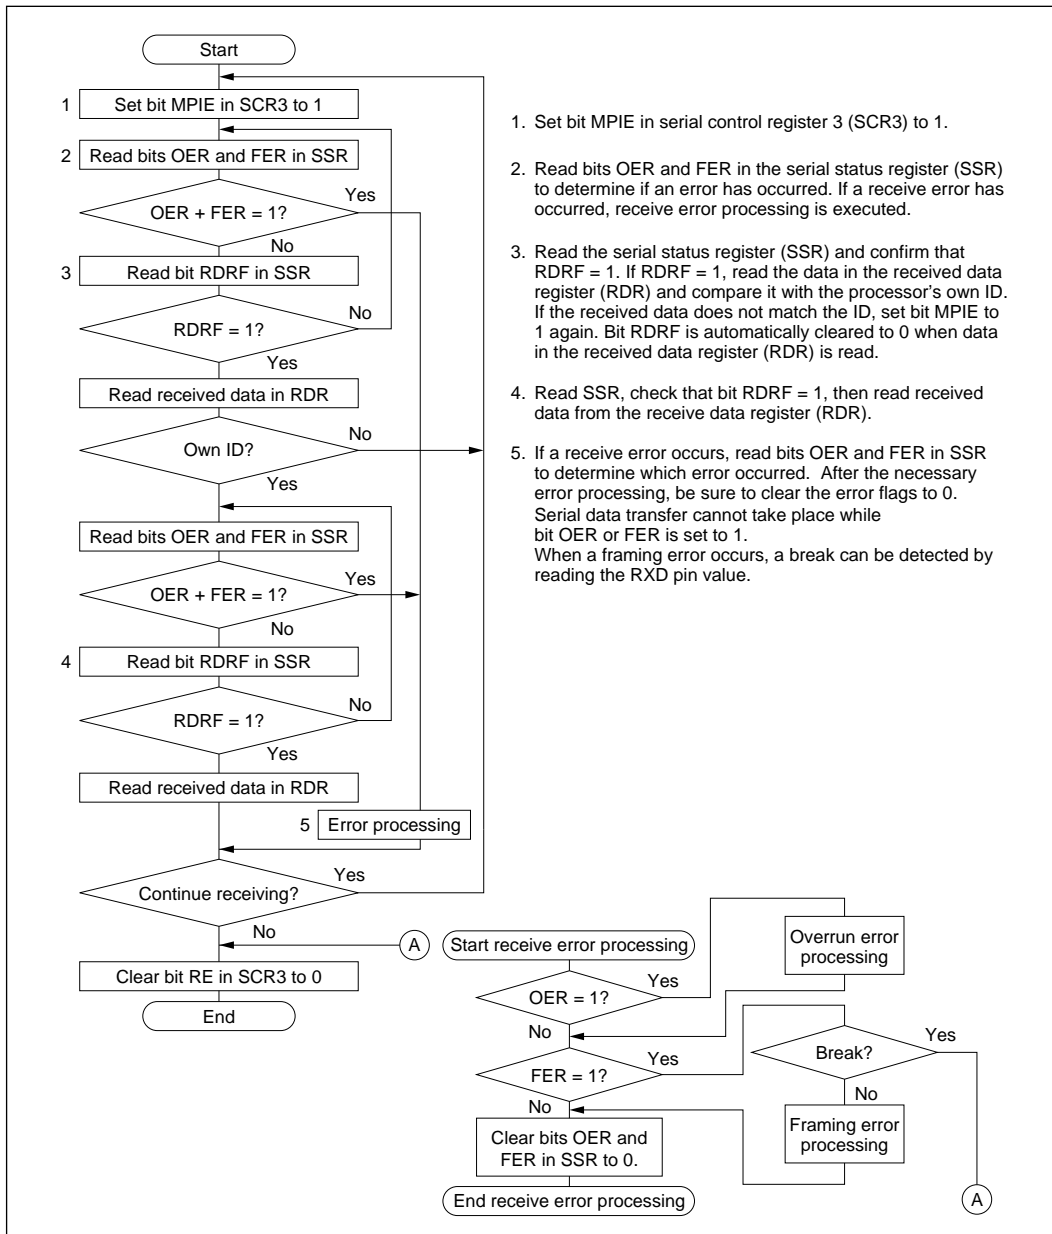 Start
1 Set bit MPIE in SCR3 to 1
2 Read bits OER and FER in SSR
Yes
OER + FER = 1?
No
3 Read bit RDRF in SSR
No
RDRF = 1?
Yes
Read received data in RDR
No
Own ID?
Yes
Read bits OER and FER in SSR
Yes
OER + FER = 1?
No
4 Read bit RDRF in SSR
No
RDRF = 1?
Yes
Read received data in RDR
5 Error processing
Yes
Continue receiving?
No
A
Clear bit RE in SCR3 to 0
End
1. Set bit MPIE in serial control register 3 (SCR3) to 1.
2. Read bits OER and FER in the serial status register (SSR)
to determine if an error has occurred. If a receive error has
occurred, receive error processing is executed.
3. Read the serial status register (SSR) and confirm that
RDRF = 1. If RDRF = 1, read the data in the received data
register (RDR) and compare it with the processor's own ID.
If the received data does not match the ID, set bit MPIE to
1 again. Bit RDRF is automatically cleared to 0 when data
in the received data register (RDR) is read.
4. Read SSR, check that bit RDRF = 1, then read received
data from the receive data register (RDR).
5. If a receive error occurs, read bits OER and FER in SSR
to determine which error occurred. After the necessary
error processing, be sure to clear the error flags to 0.
Serial data transfer cannot take place while
bit OER or FER is set to 1.
When a framing error occurs, a break can be detected by
reading the RXD pin value.
Start receive error processing
Overrun error
processing
Yes
OER = 1?
No
Yes
Yes
Break?
FER = 1?
No
No
Framing error
processing
Clear bits OER and
FER in SSR to 0.
End receive error processing
A